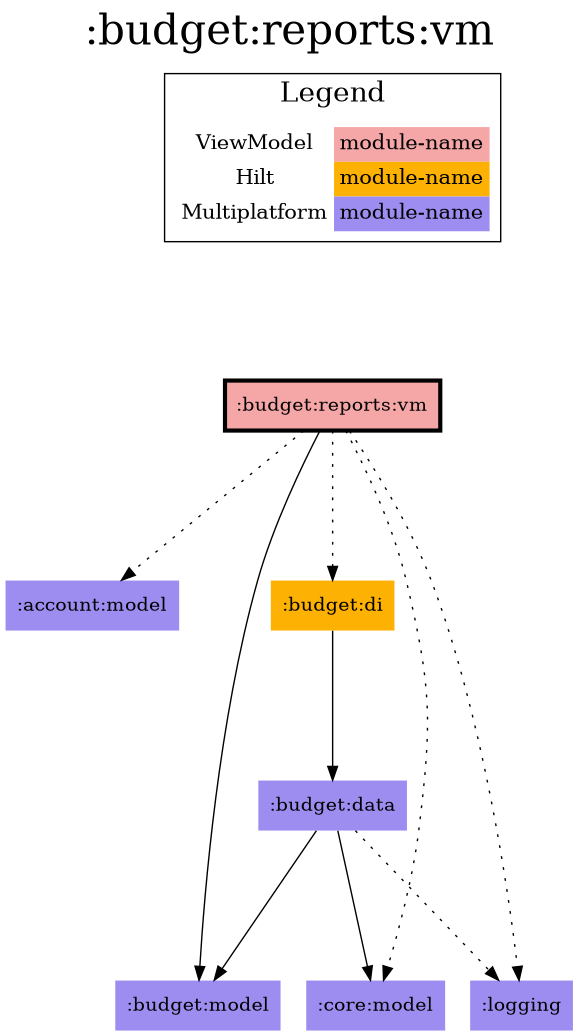 :budget:reports:vm
Legend
ViewModel module-name
Hilt module-name
Multiplatform module-name
:budget:reports:vm
:account:model
:budget:di
:budget:data
:budget:model
:core:model
:logging